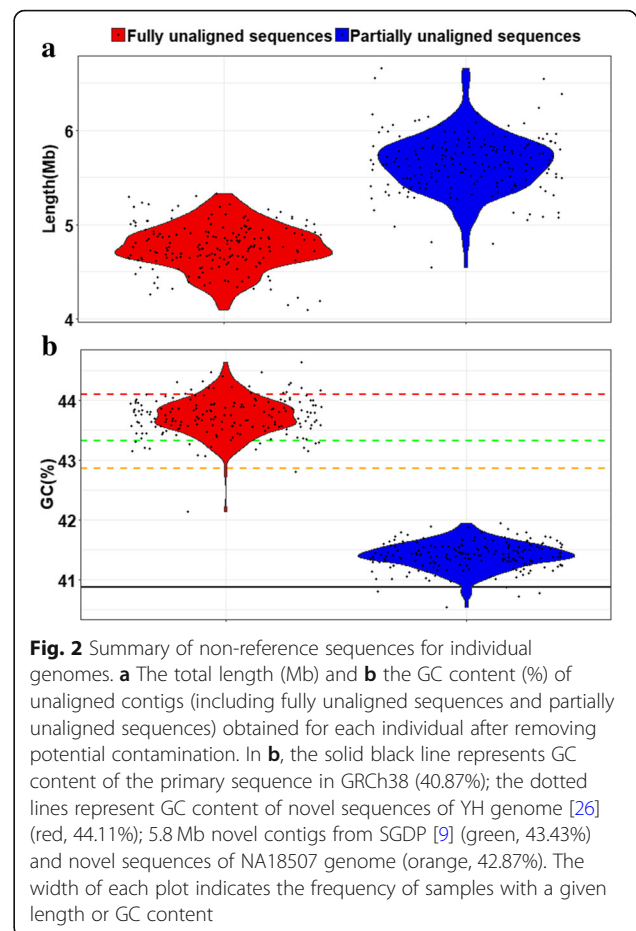 a
Fully unaligned sequences Partially unaligned sequences
Length(Mb)
6
5
4
b
GC(%)
44
43
42
41
Fig. 2 Summary of non-reference sequences for individual
genomes. a The total length (Mb) and b the GC content (%) of
unaligned contigs (including fully unaligned sequences and partially
unaligned sequences) obtained for each individual after removing
potential contamination. In b, the solid black line represents GC
content of the primary sequence in GRCh38 (40.87%); the dotted
lines represent GC content of novel sequences of YH genome [26]
(red, 44.11%); 5.8 Mb novel contigs from SGDP [9] (green, 43.43%)
and novel sequences of NA18507 genome (orange, 42.87%). The
width of each plot indicates the frequency of samples with a given
length or GC content